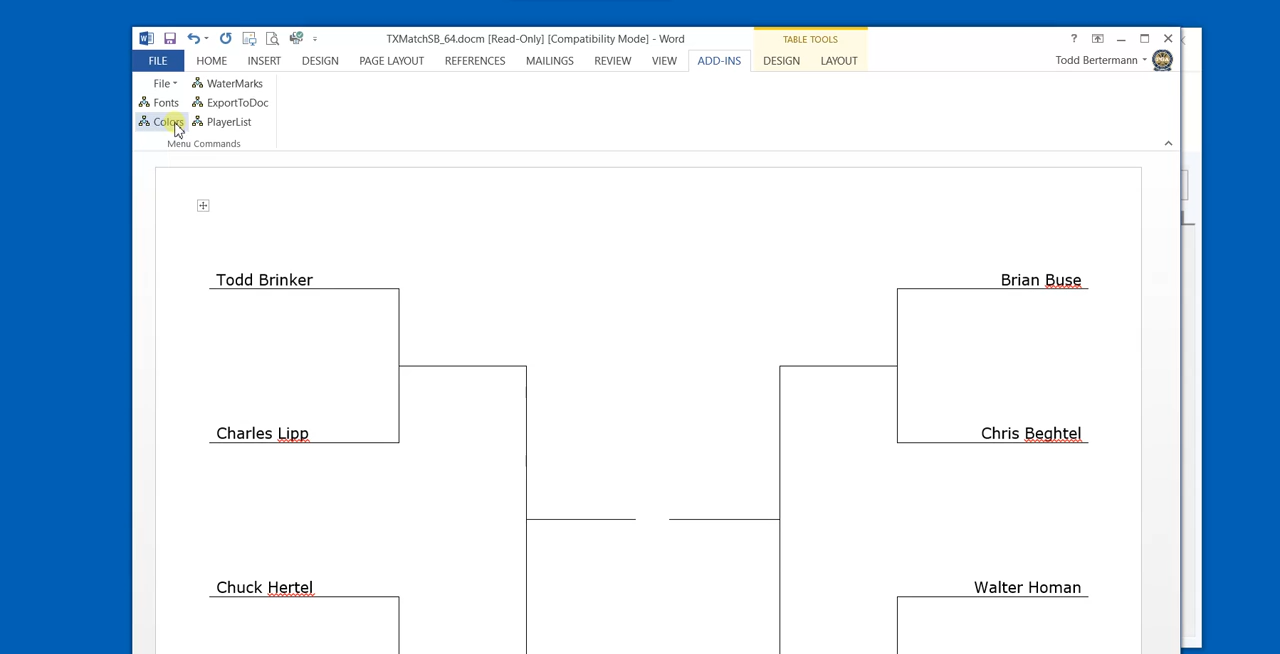 TXMatchSB_64.docm [Read-Only] [Compatibility Mode] - Word
TABLE TOOLS
?
FILE HOME INSERT DESIGN PAGE LAYOUT REFERENCES MAILINGS REVIEW VIEW ADD-INS DESIGN LAYOUT Todd Bertermann
File WaterMarks
Fonts ExportToDoc
Colors PlayerList
Menu Commands
Todd Brinker Brian Buse
Charles Lipp Chris Beghtel
Chuck Hertel Walter Homan